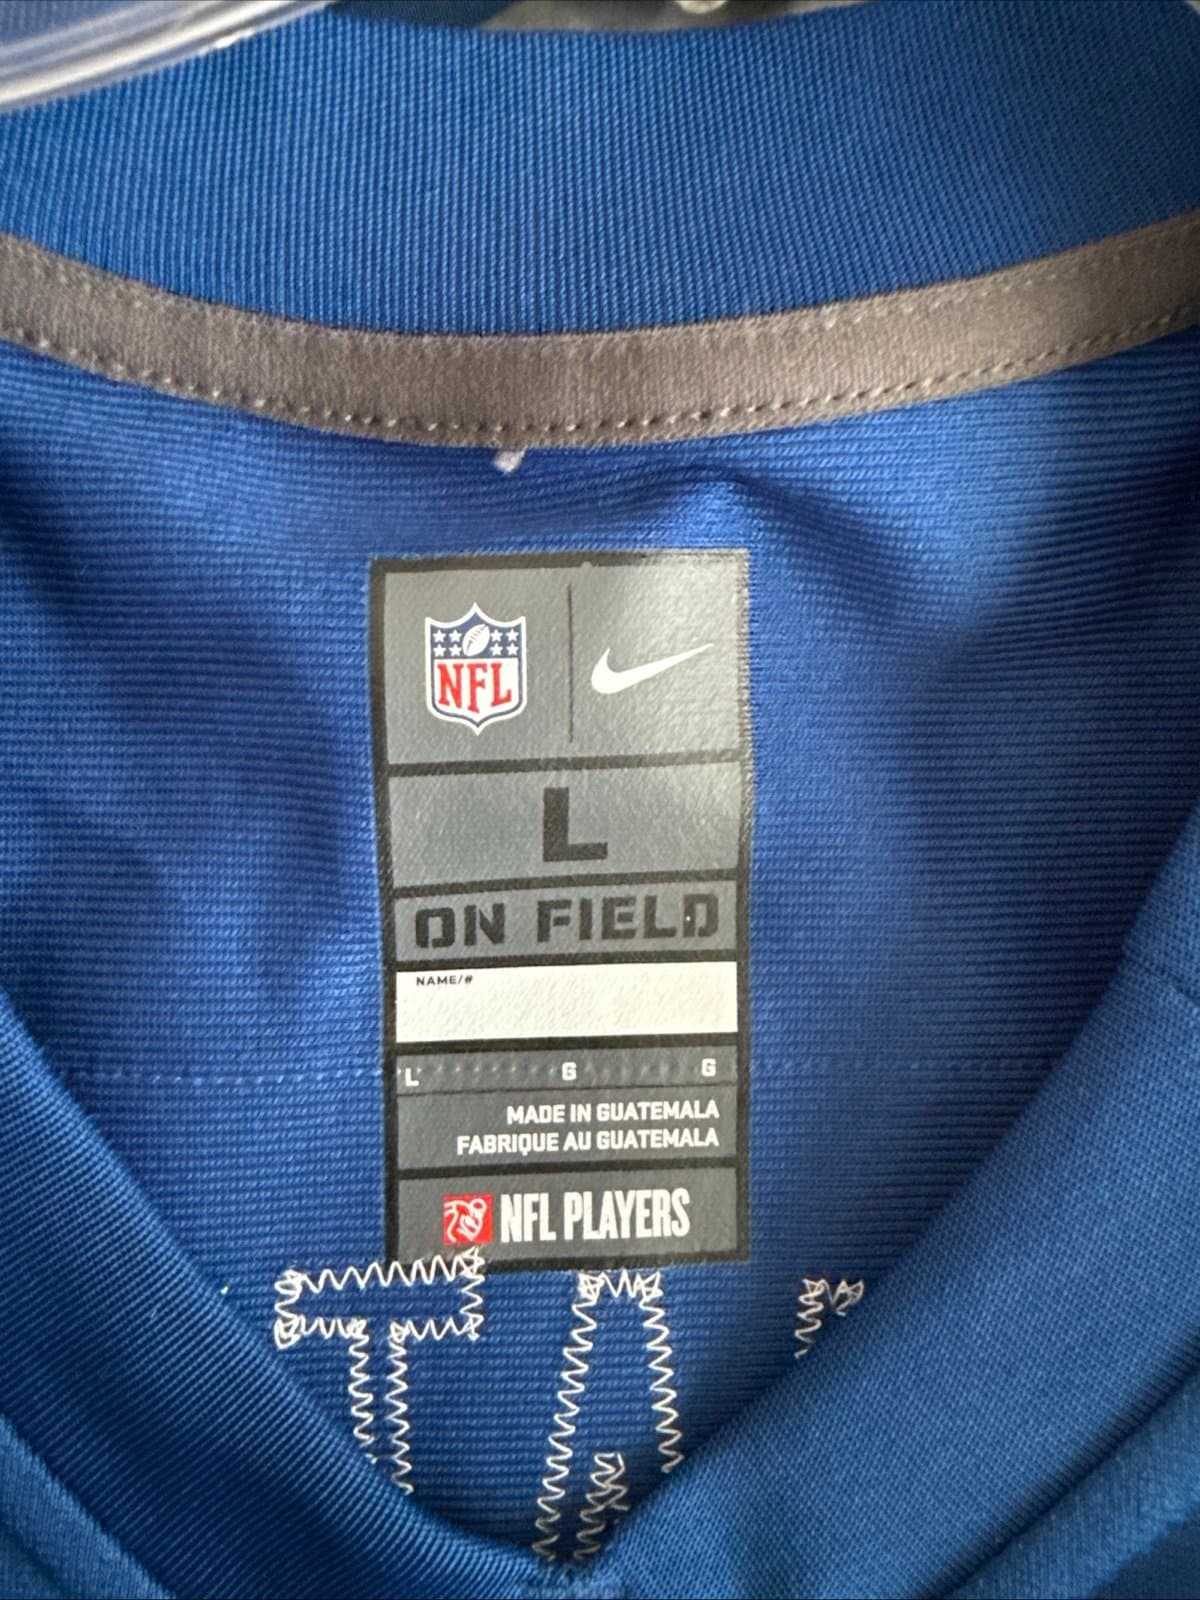 NFL
L
ON FIELD
NAME/#
L G G
MADE IN GUATEMALA
FABRIQUE AU GUATEMALA
NFL PLAYERS